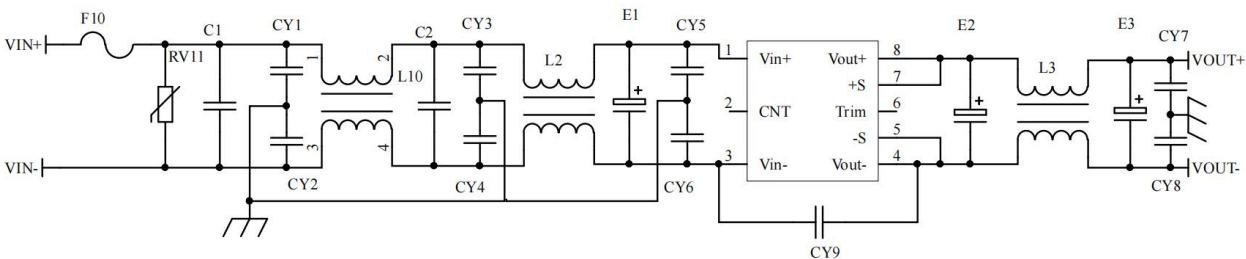 F10
C1
CY1
C2
CY3
E1
CY5
E2
E3
CY7
VIN+
RV11
1
2
L10
L2
1
Vin+
Vout+
8
L3
VOUT+
+S
7
2
CNT
Trim
6
-S
5
3
4
3
Vin-
Vout-
4
VIN-
VOUT-
CY2
CY4
CY6
CY8
CY9